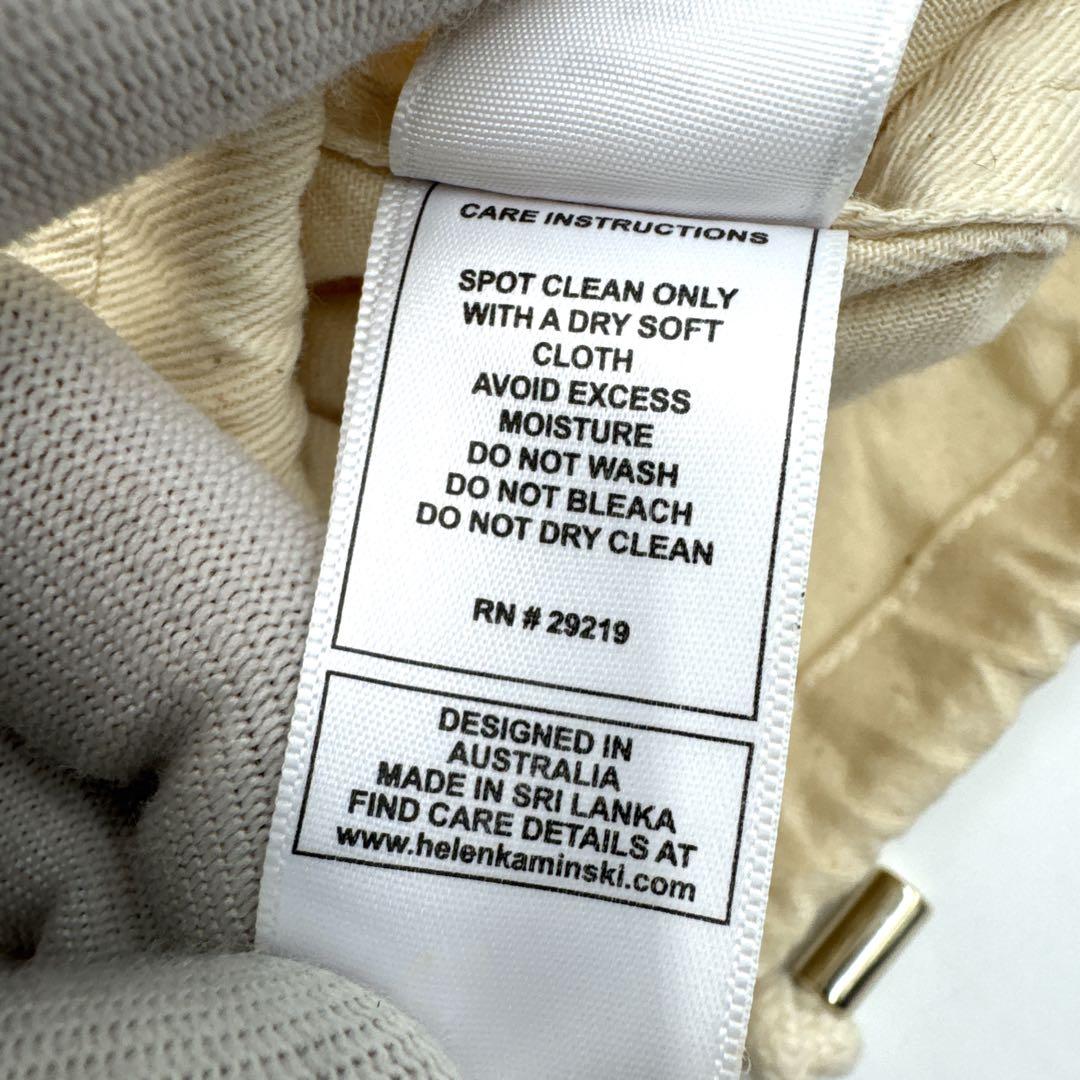 CARE INSTRUCTIONS
SPOT CLEAN ONLY
WITH A DRY SOFT
CLOTH
AVOID EXCESS
MOISTURE
DO NOT WASH
DO NOT BLEACH
DO NOT DRY CLEAN
RN # 29219
DESIGNED IN
AUSTRALIA
MADE IN SRI LANKA
FIND CARE DETAILS AT
www.helenkaminski.com